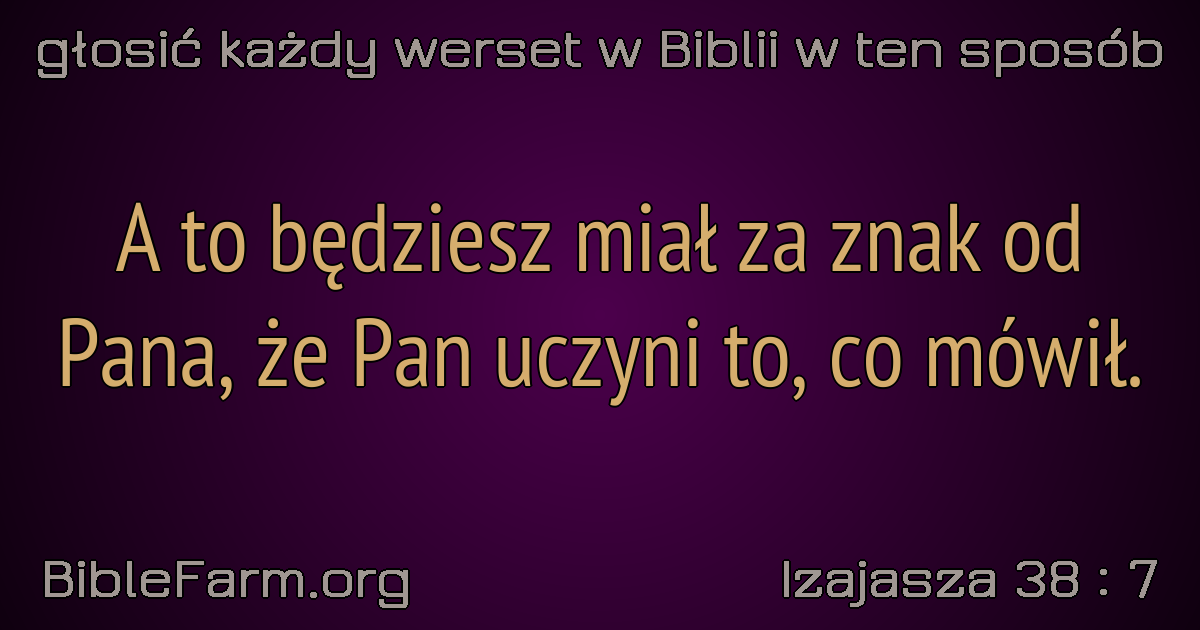 głosić każdy werset w Biblii w ten sposób
A to będziesz miał za znak od
Pana, że Pan uczyni to, co mówił.
BibleFarm.org
Izajasza 38 : 7